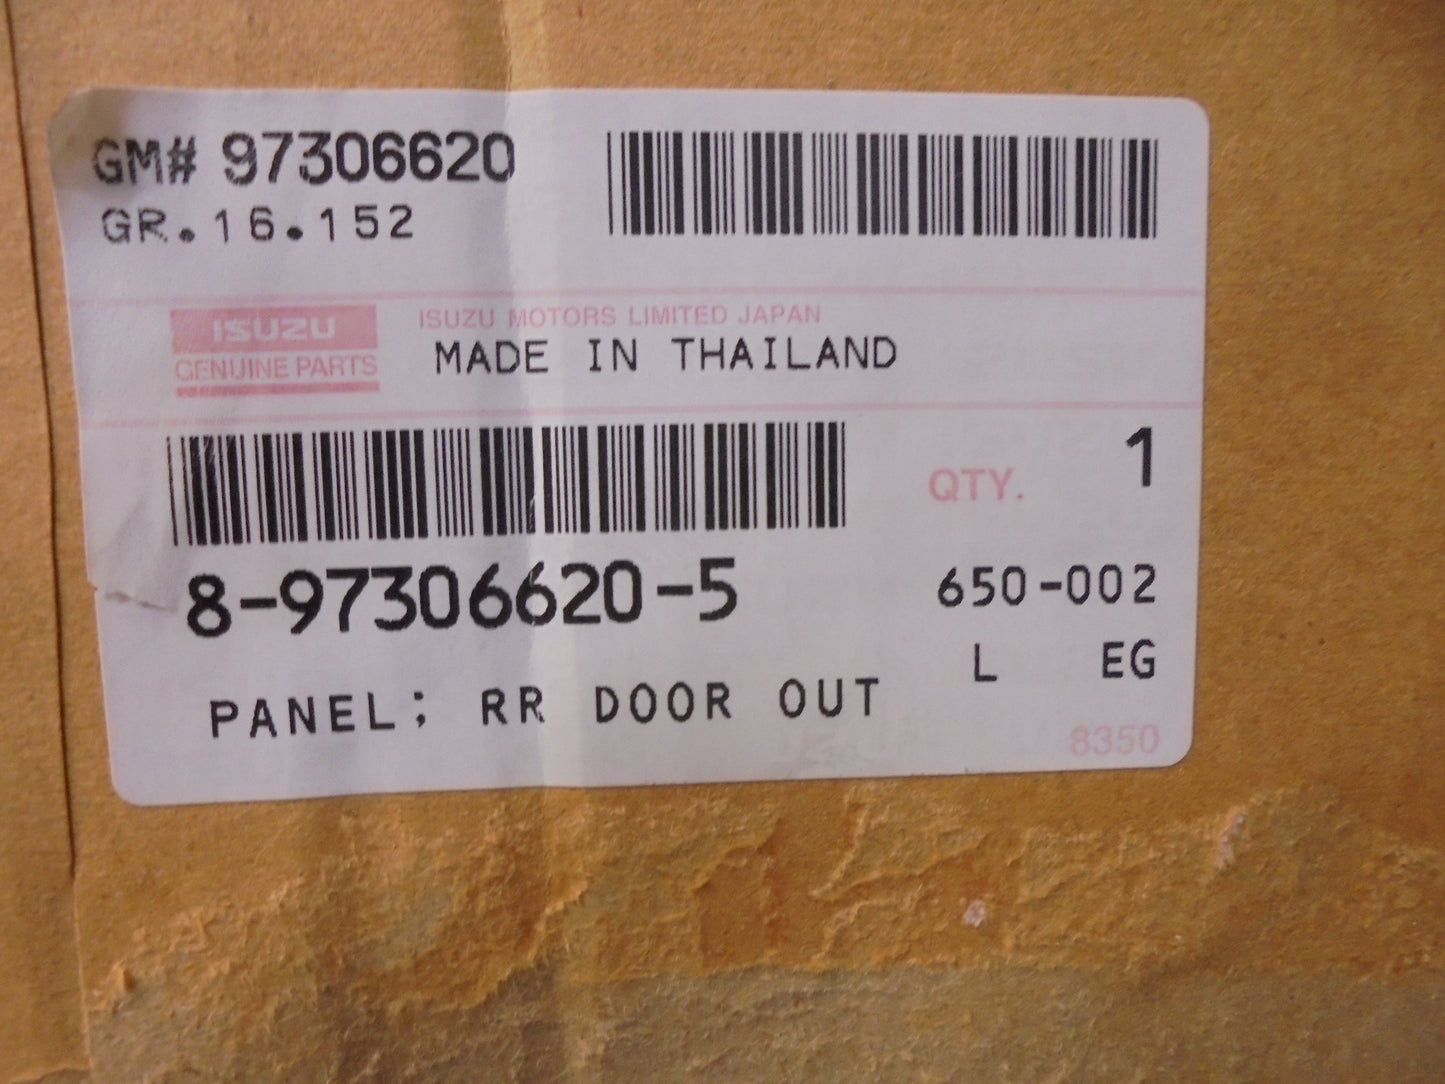 GM# 97306620
GR.16.152
ISUZU
GENUINE PARTS
ISUZU MOTORS LIMITED JAPAN
MADE IN THAILAND
QTY. 1
8-97306620-5
650-002
L EG
PANEL; RR DOOR OUT
8350